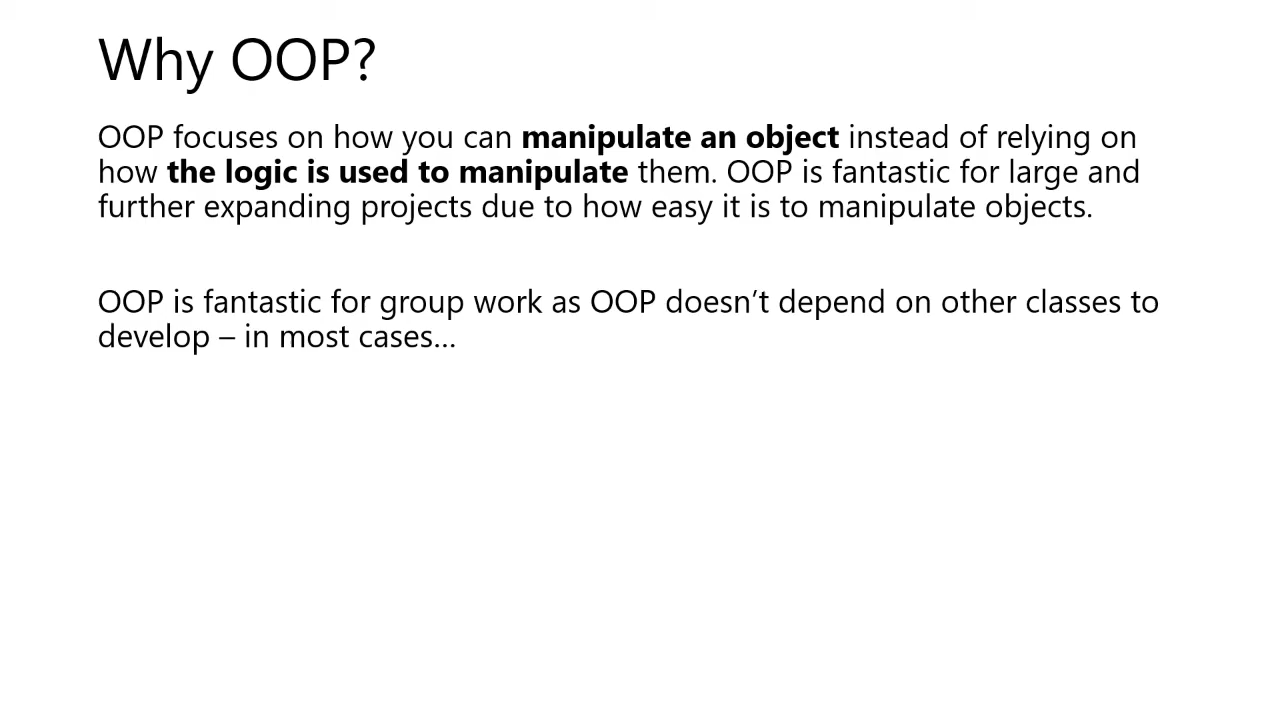 Why OOP?
OOP focuses on how you can manipulate an object instead of relying on
how the logic is used to manipulate them. OOP is fantastic for large and
further expanding projects due to how easy it is to manipulate objects.
OOP is fantastic for group work as OOP doesn’t depend on other classes to
develop – in most cases…